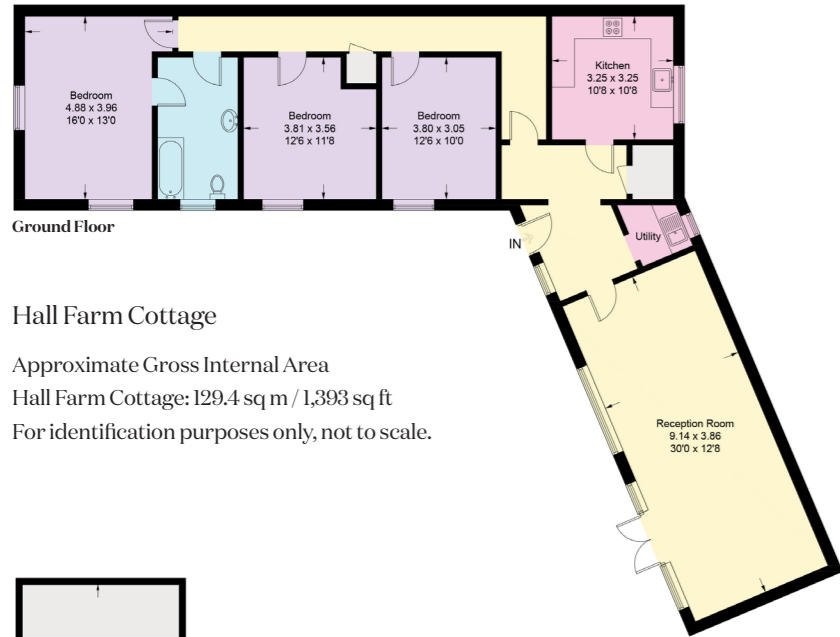 Bedroom
4.88 x 3.96
16'0 x 13'0
Bedroom
3.81 x 3.56
12'6 x 11'8
Bedroom
3.80 x 3.05
12'6 x 10'0
Kitchen
3.25 x 3.25
10'8 x 10'8
Ground Floor
IN
Utility
Reception Room
9.14 x 3.86
30'0 x 12'8
Hall Farm Cottage
Approximate Gross Internal Area
Hall Farm Cottage: 129.4 sq m / 1,393 sq ft
For identification purposes only, not to scale.